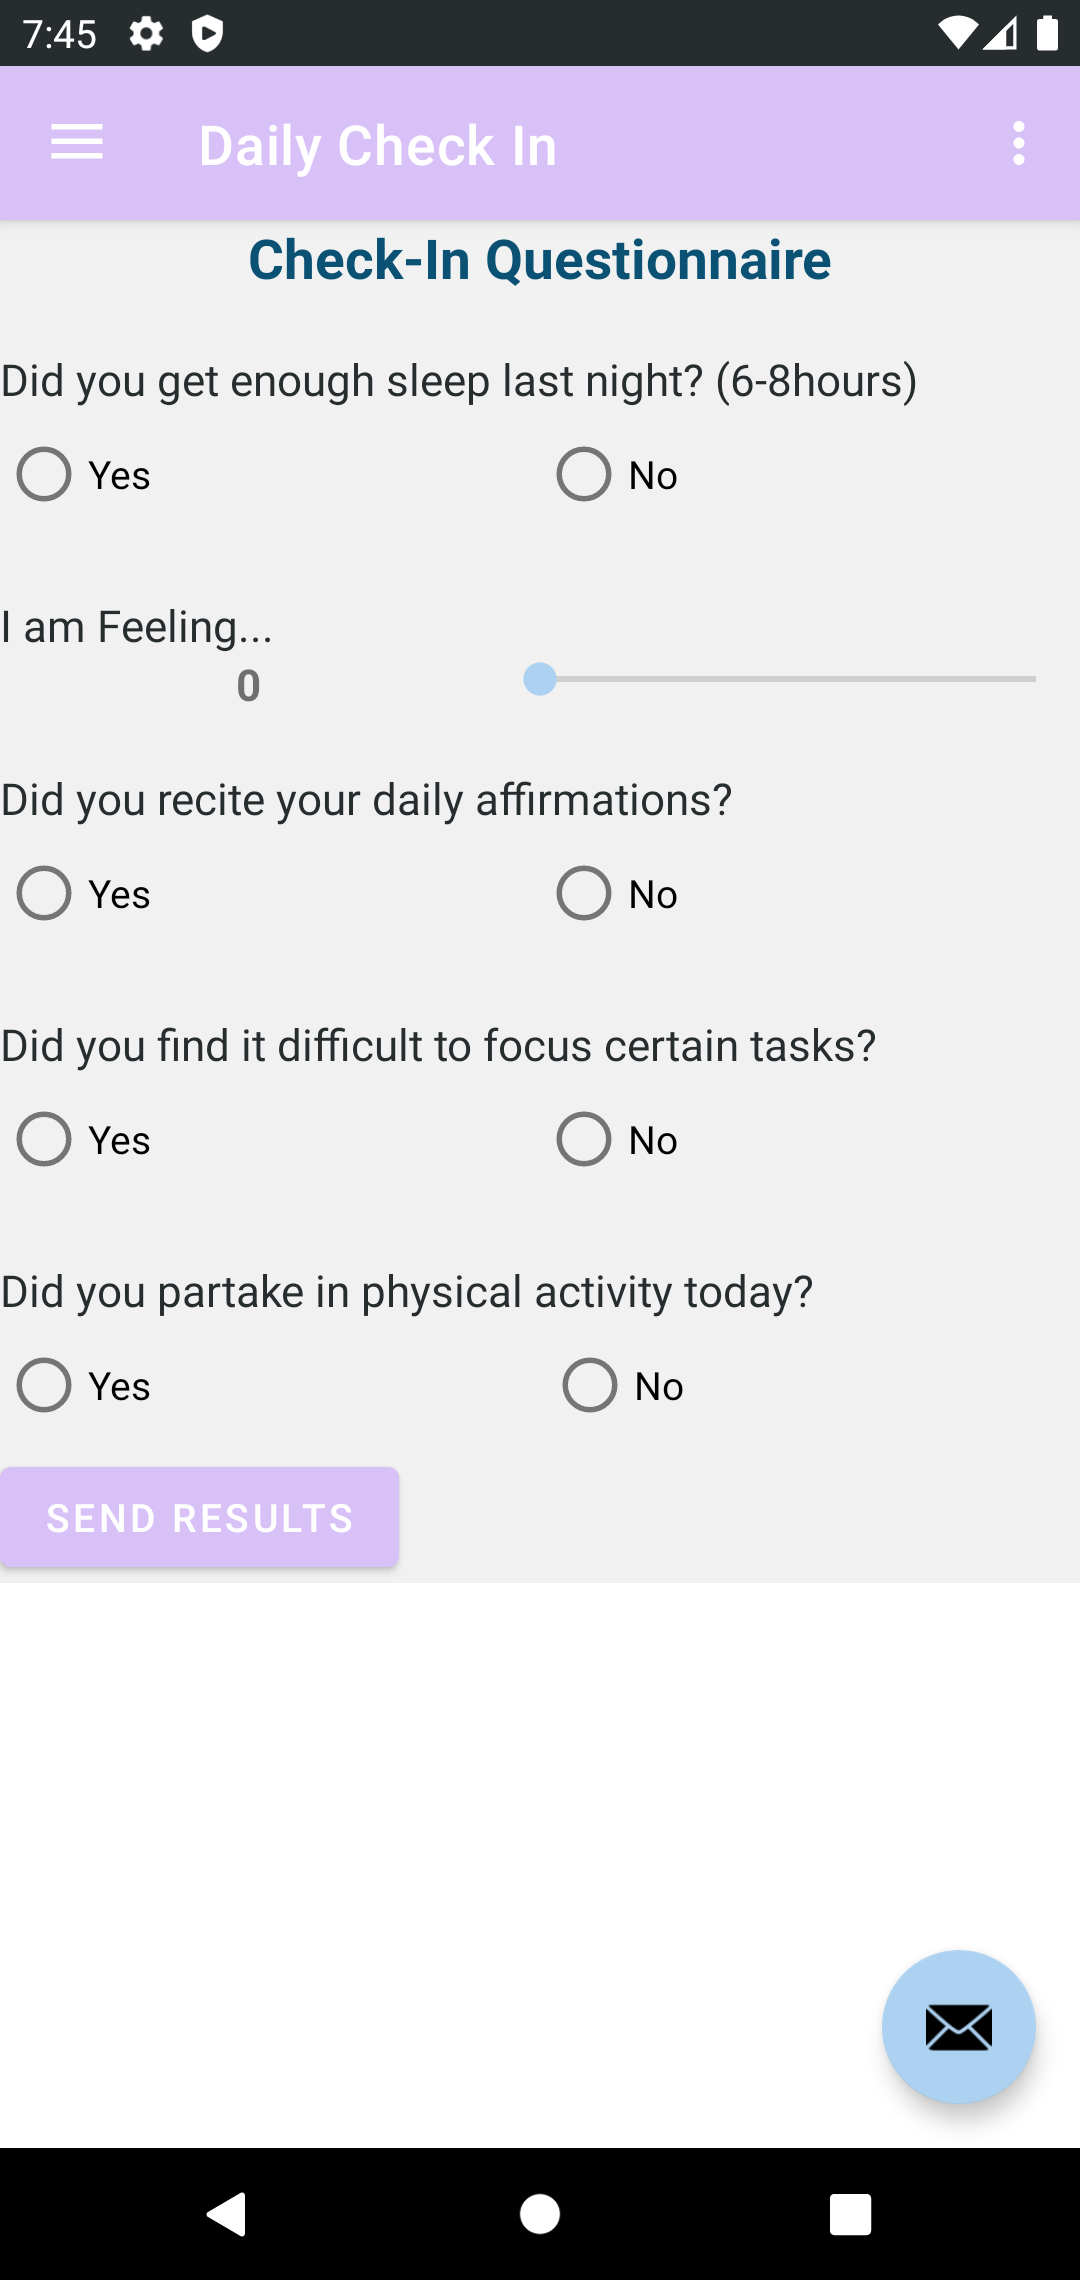 7:45
Daily Check In
Check-In Questionnaire
Did you get enough sleep last night? (6-8hours)
Yes No
I am Feeling...
0
Did you recite your daily affirmations?
Yes No
Did you find it difficult to focus certain tasks?
Yes No
Did you partake in physical activity today?
Yes No
SEND RESULTS